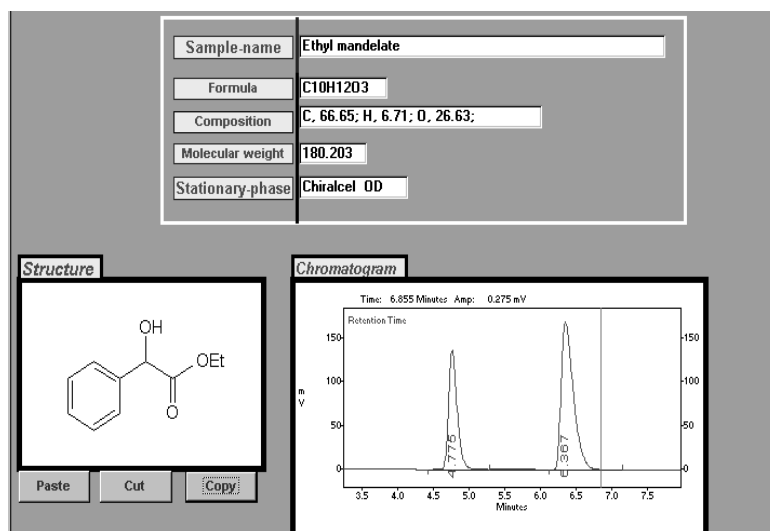 Sample-name Ethyl mandelate
Formula C10H12O3
Composition C, 66.65; H, 6.71; O, 26.63;
Molecular weight 180.203
Stationary-phase Chiralcel OD
Structure
OH
OEt
O
Paste Cut Copy
Chromatogram
Time: 6.855 Minutes Amp: 0.275 mV
Retention Time
150 150
100 100
m
V
50 50
4.775 6.367
0 0
3.5 4.0 4.5 5.0 5.5 6.0 6.5 7.0 7.5
Minutes